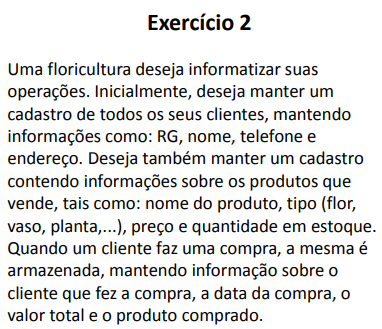 Exercício 2
Uma floricultura deseja informatizar suas
operações. Inicialmente, deseja manter um
cadastro de todos os seus clientes, mantendo
informações como: RG, nome, telefone e
endereço. Deseja também manter um cadastro
contendo informações sobre os produtos que
vende, tais como: nome do produto, tipo (flor,
vaso, planta,...), preço e quantidade em estoque.
Quando um cliente faz uma compra, a mesma é
armazenada, mantendo informação sobre o
cliente que fez a compra, a data da compra, o
valor total e o produto comprado.